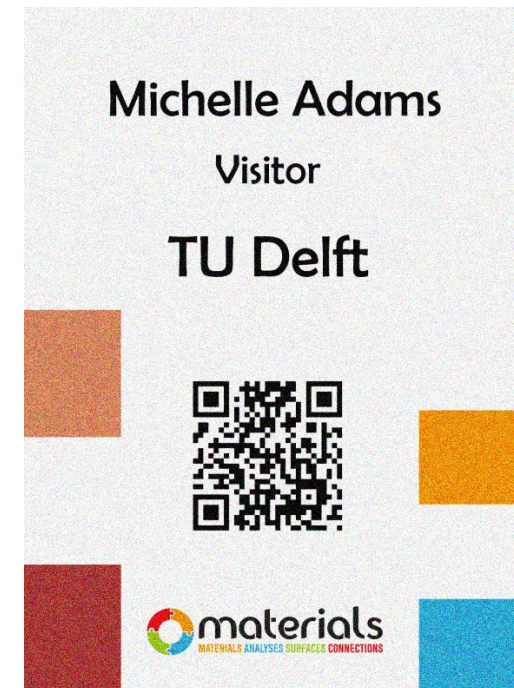 Michelle Adams
Visitor
TU Delft
materials
MATERIALS ANALYSES SURFACES CONNECTIONS